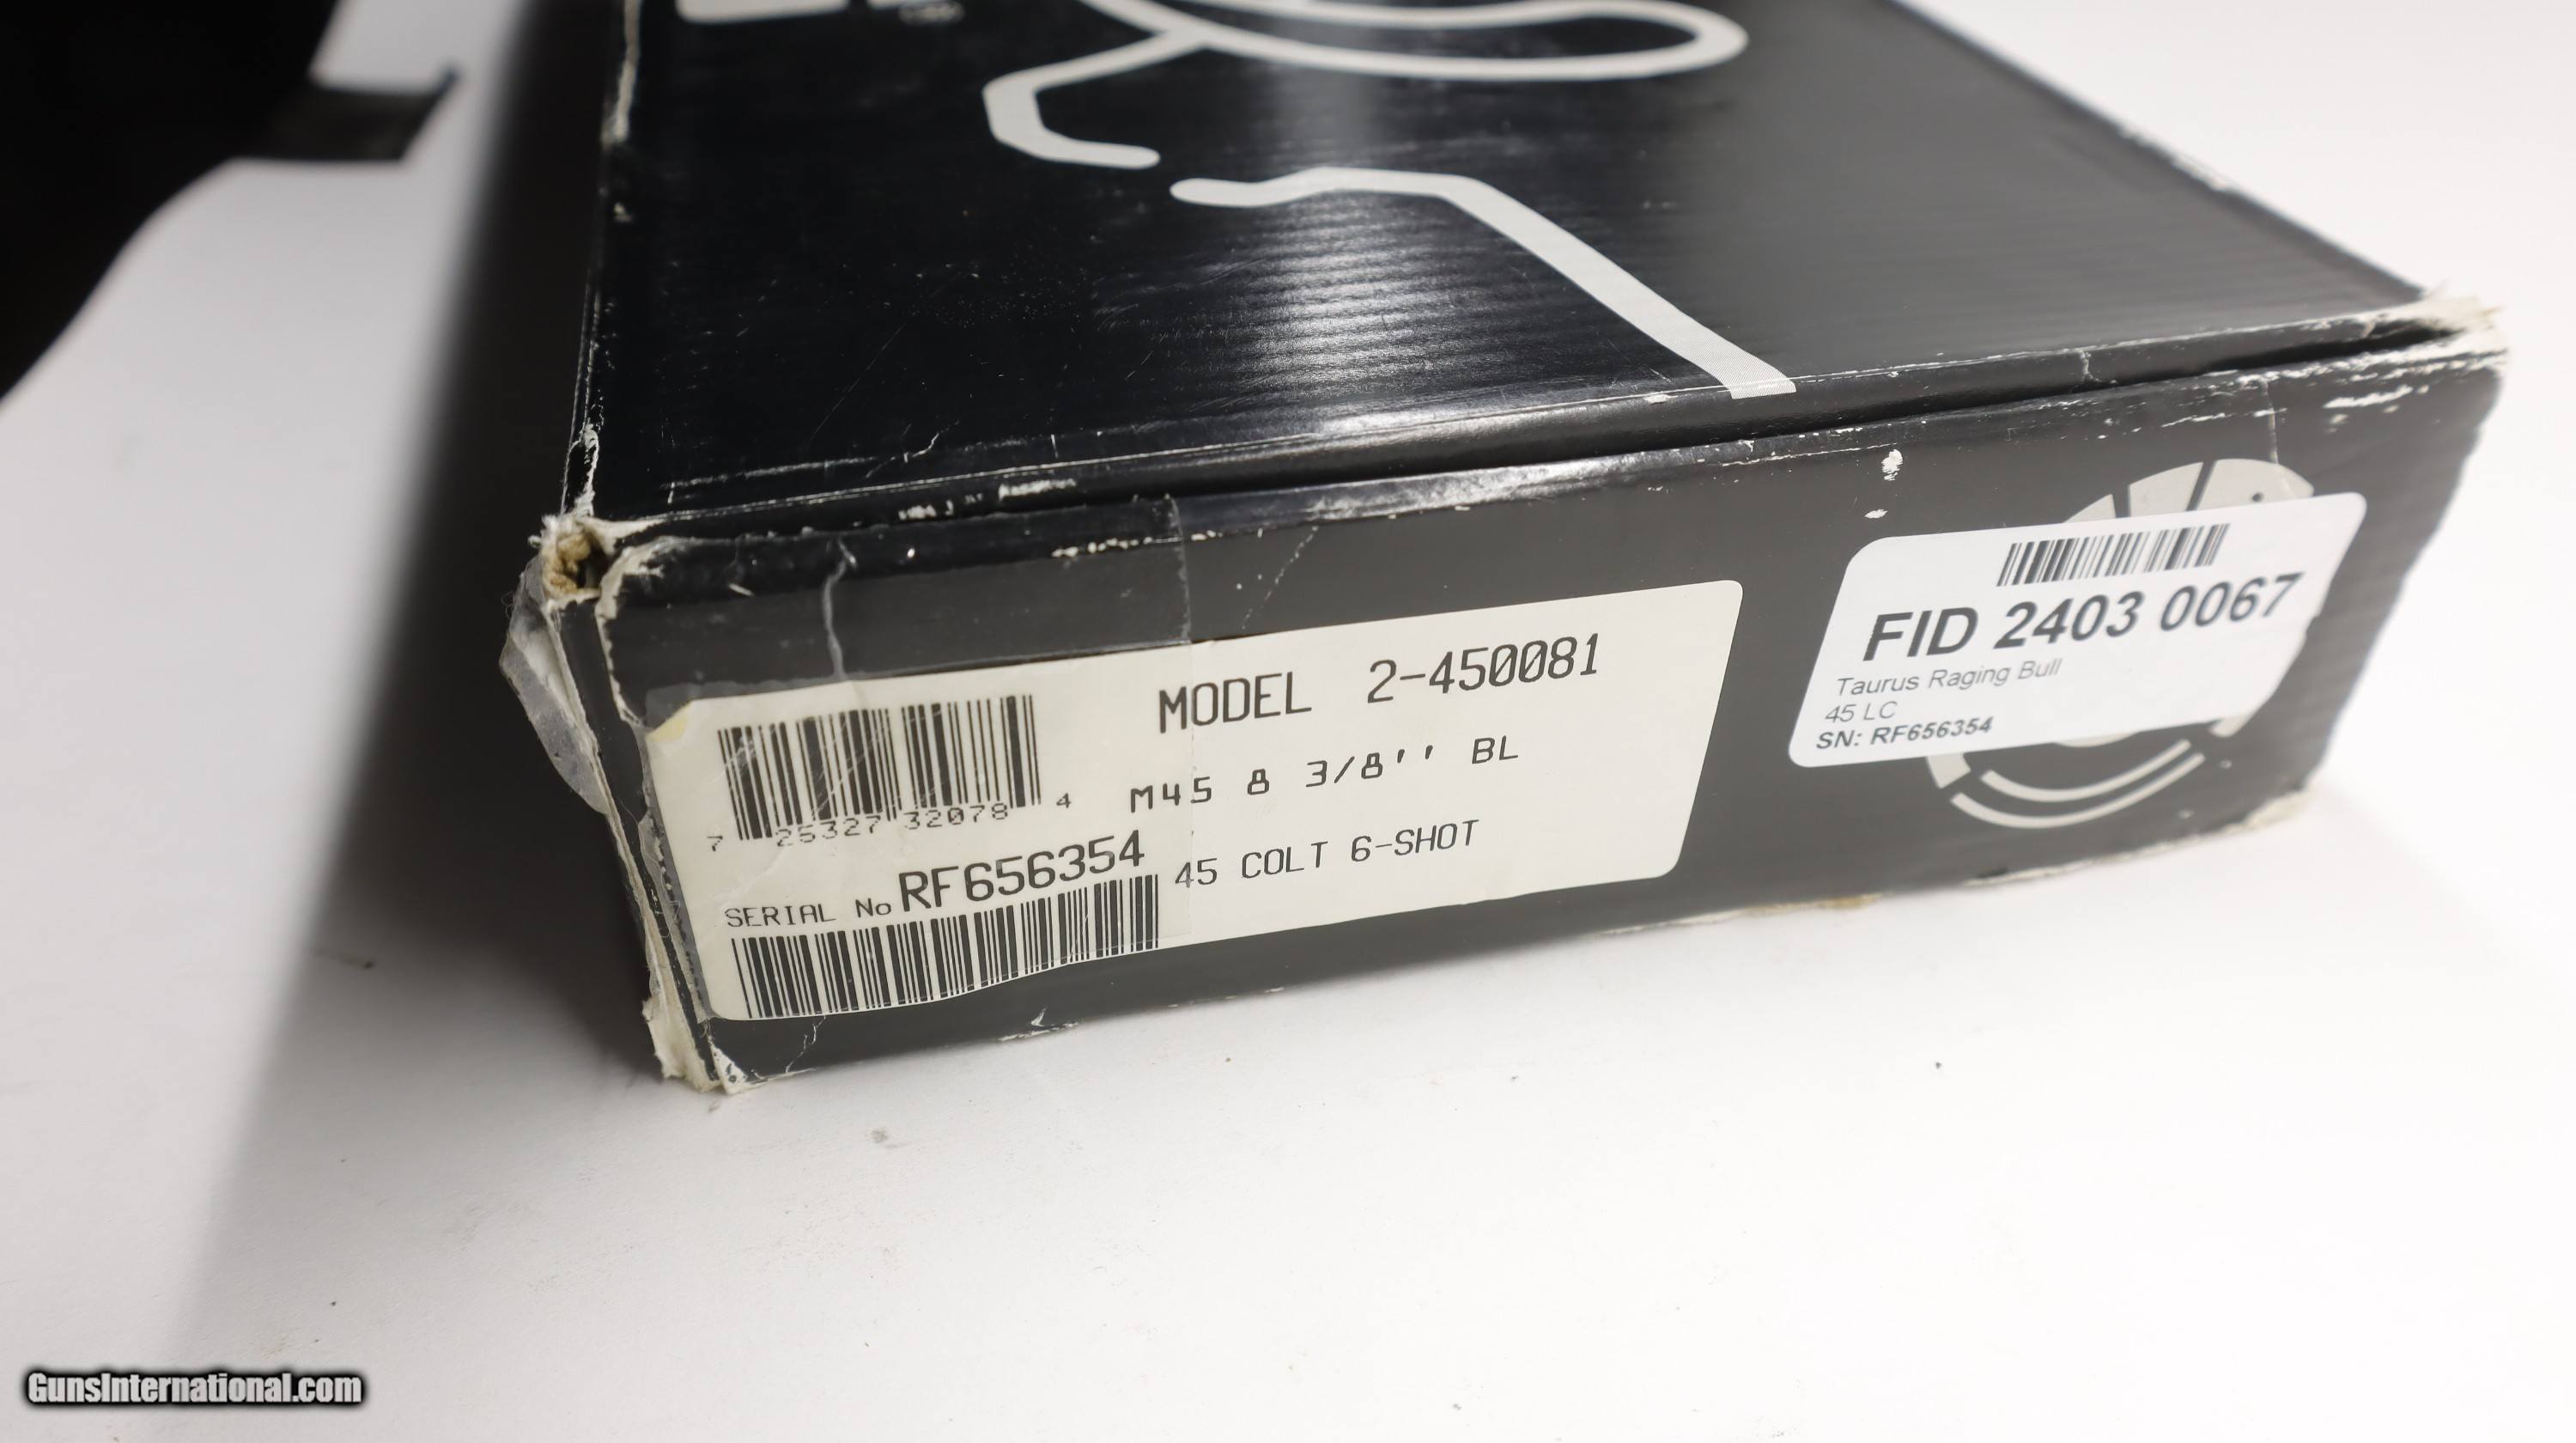 MODEL 2-450081
7 25327 32078 4
M45 8 3/8'' BL
SERIAL No RF656354
45 COLT 6-SHOT
FID 2403 0067
Taurus Raging Bull
45 LC
SN: RF656354
GunsInternational.com